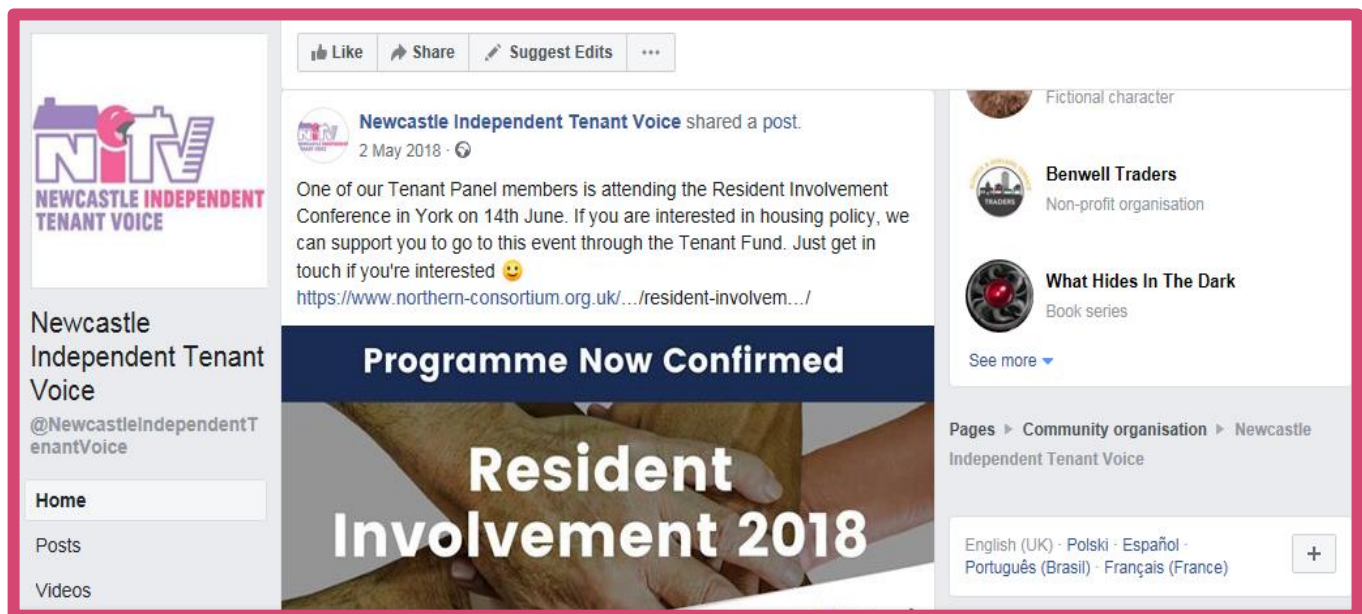 NITV
NEWCASTLE INDEPENDENT
TENANT VOICE
Newcastle
Independent Tenant
Voice
@NewcastleIndependentT
enantVoice
Home
Posts
Videos
Like
Share
Suggest Edits
Newcastle Independent Tenant Voice shared a post.
2 May 2018
One of our Tenant Panel members is attending the Resident Involvement
Conference in York on 14th June. If you are interested in housing policy, we
can support you to go to this event through the Tenant Fund. Just get in
touch if you're interested 🙂
https://www.northern-consortium.org.uk/.../resident-involvem.../
Programme Now Confirmed
Resident
Involvement 2018
Fictional character
TRADERS
Benwell Traders
Non-profit organisation
What Hides In The Dark
Book series
See more
Pages Community organisation Newcastle
Independent Tenant Voice
English (UK) · Polski · Español ·
Português (Brasil) · Français (France)
+